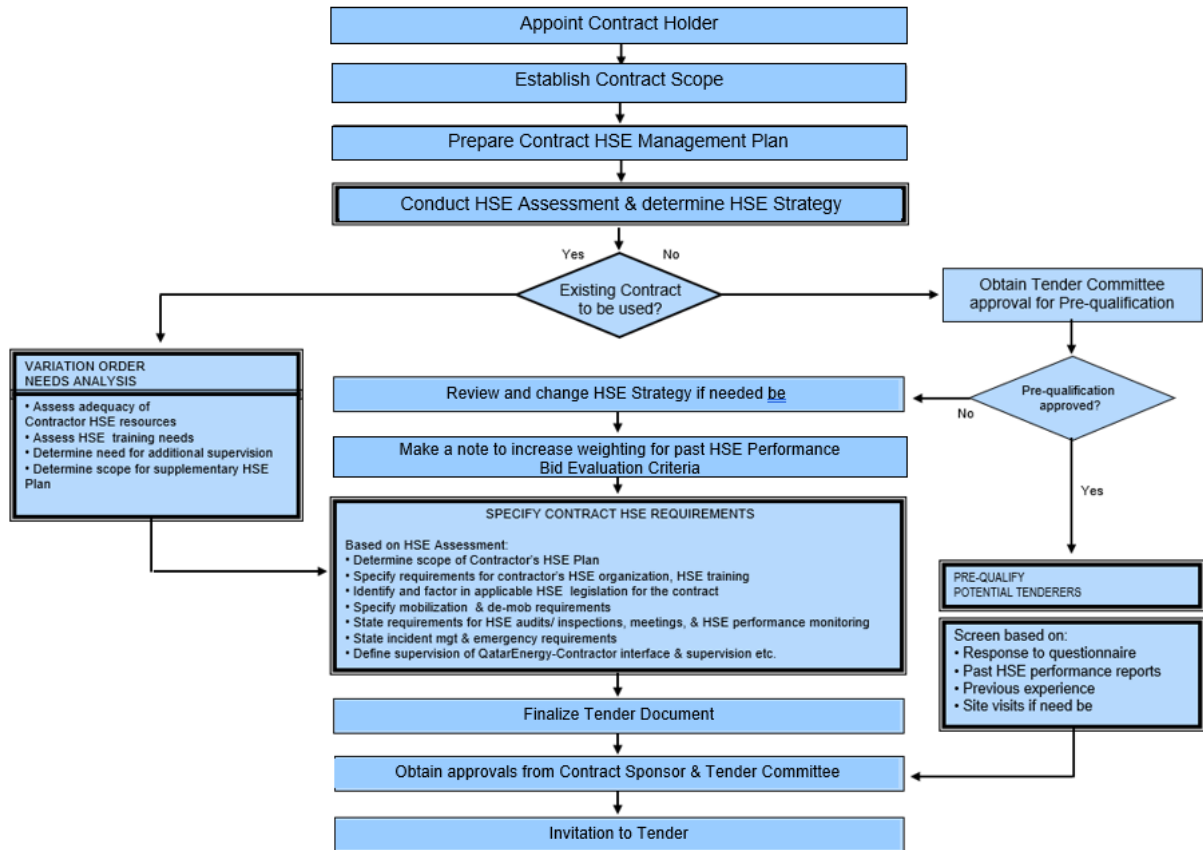 Appoint Contract Holder
Establish Contract Scope
Prepare Contract HSE Management Plan
Conduct HSE Assessment & determine HSE Strategy
Yes
No
Existing Contract
to be used?
Obtain Tender Committee
approval for Pre-qualification
VARIATION ORDER
NEEDS ANALYSIS
• Assess adequacy of
Contractor HSE resources
• Assess HSE training needs
• Determine need for additional supervision
• Determine scope for supplementary HSE
Plan
Pre-qualification
approved?
No
Yes
Review and change HSE Strategy if needed be
Make a note to increase weighting for past HSE Performance
Bid Evaluation Criteria
SPECIFY CONTRACT HSE REQUIREMENTS
Based on HSE Assessment:
• Determine scope of Contractor's HSE Plan
• Specify requirements for contractor's HSE organization, HSE training
• Identify and factor in applicable HSE legislation for the contract
• Specify mobilization & de-mob requirements
• State requirements for HSE audits/ inspections, meetings, & HSE performance monitoring
• State incident mgt & emergency requirements
• Define supervision of QatarEnergy-Contractor interface & supervision etc.
PRE-QUALIFY
POTENTIAL TENDERERS
Screen based on:
• Response to questionnaire
• Past HSE performance reports
• Previous experience
• Site visits if need be
Finalize Tender Document
Obtain approvals from Contract Sponsor & Tender Committee
Invitation to Tender